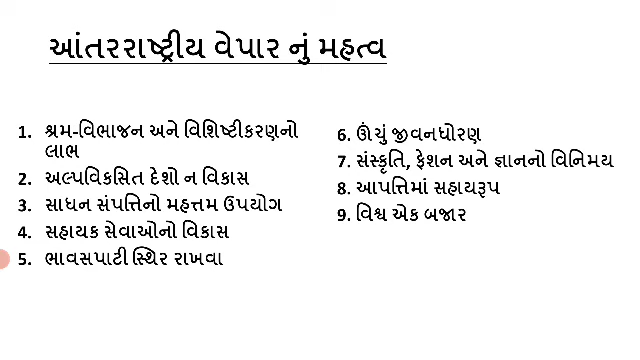 આંતરરાષ્ટ્રીય વેપાર નું મહત્વ
1. શ્રમ-વિભાજન અને વિશિષ્ટીકરણનો
લાભ
2. અલ્પવિકસિત દેશો ન વિકાસ
3. સાધન સંપત્તિનો મહત્તમ ઉપયોગ
4. સહાયક સેવાઓનો વિકાસ
5. ભાવસપાટી સ્થિર રાખવા
6. ઊંચું જીવનધોરણ
7. સંસ્કૃતિ, ફેશન અને જ્ઞાનનો વિનિમય
8. આપત્તિમાં સહાયરૂપ
9. વિશ્વ એક બજાર